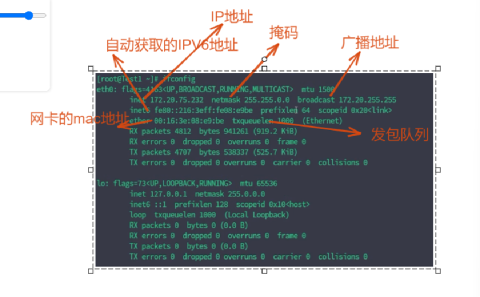 IP地址
掩码
自动获取的IPV6地址
广播地址
[root@Test1 ~]# ifconfig
eth0: flags=4163<UP,BROADCAST,RUNNING,MULTICAST> mtu 1500
inet 172.20.75.232 netmask 255.255.0.0 broadcast 172.20.255.255
inet6 fe80::216:3eff:fe08:e9be prefixlen 64 scopeid 0x20<link>
网卡的mac地址
ether 00:16:3e:08:e9:be txqueuelen 1000 (Ethernet)
发包队列
RX packets 4013 bytes 941261 (919.2 KiB)
RX errors 0 dropped 0 overruns 0 frame 0
TX packets 4707 bytes 538337 (525.7 KiB)
TX errors 0 dropped 0 overruns 0 carrier 0 collisions 0
lo: flags=73<UP,LOOPBACK,RUNNING> mtu 65536
inet 127.0.0.1 netmask 255.0.0.0
inet6 ::1 prefixlen 128 scopeid 0x10<host>
loop txqueuelen 1000 (Local Loopback)
RX packets 0 bytes 0 (0.0 B)
RX errors 0 dropped 0 overruns 0 frame 0
TX packets 0 bytes 0 (0.0 B)
TX errors 0 dropped 0 overruns 0 carrier 0 collisions 0